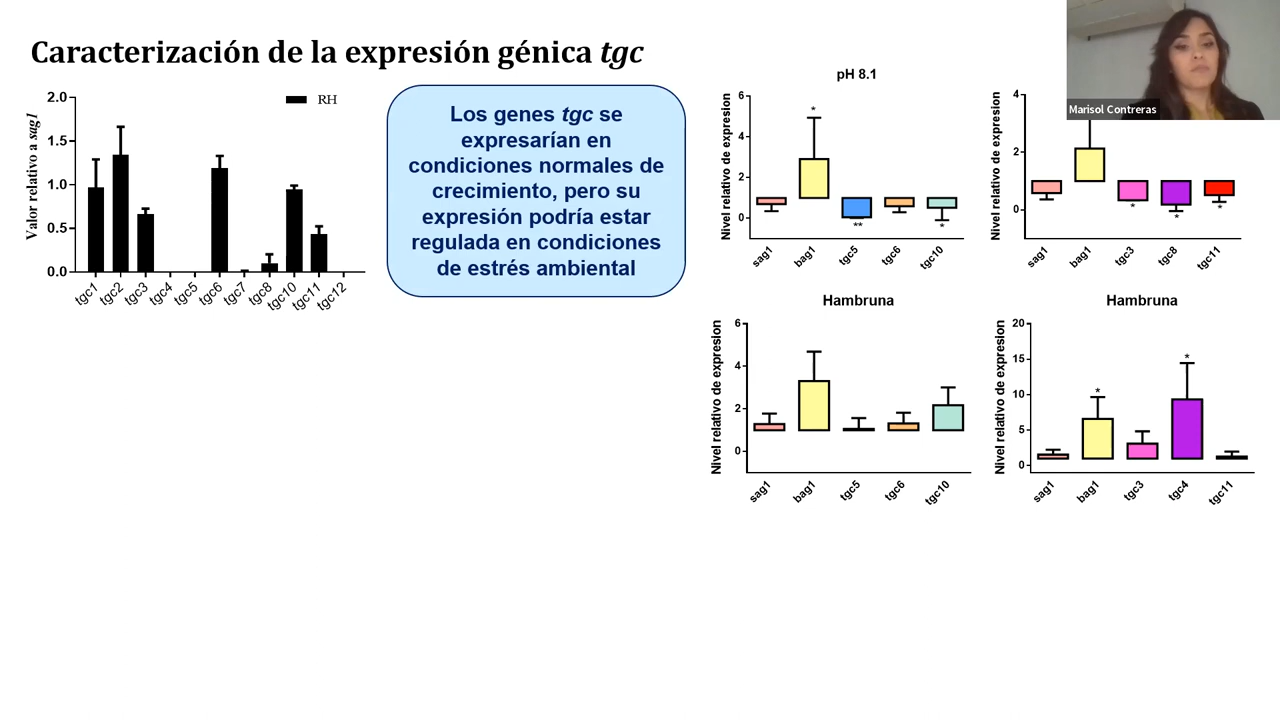 Caracterización de la expresión génica tgc
2.0
1.5
1.0
0.5
0.0
Valor relativo a sag1
RH
tgc1
tgc2
tgc3
tgc4
tgc5
tgc6
tgc7
tgc8
tgc10
tgc11
tgc12
Los genes tgc se
expresarían en
condiciones normales de
crecimiento, pero su
expresión podría estar
regulada en condiciones
de estrés ambiental
pH 8.1
Nivel relativo de expresion
6
4
2
0
*
**
*
sag1
bag1
tgc5
tgc6
tgc10
Marisol Contreras
Nivel relativo de expresion
4
2
0
*
*
*
sag1
bag1
tgc3
tgc8
tgc11
Hambruna
Nivel relativo de expresion
6
4
2
0
sag1
bag1
tgc5
tgc6
tgc10
Hambruna
Nivel relativo de expresion
20
15
10
5
0
*
*
sag1
bag1
tgc3
tgc4
tgc11